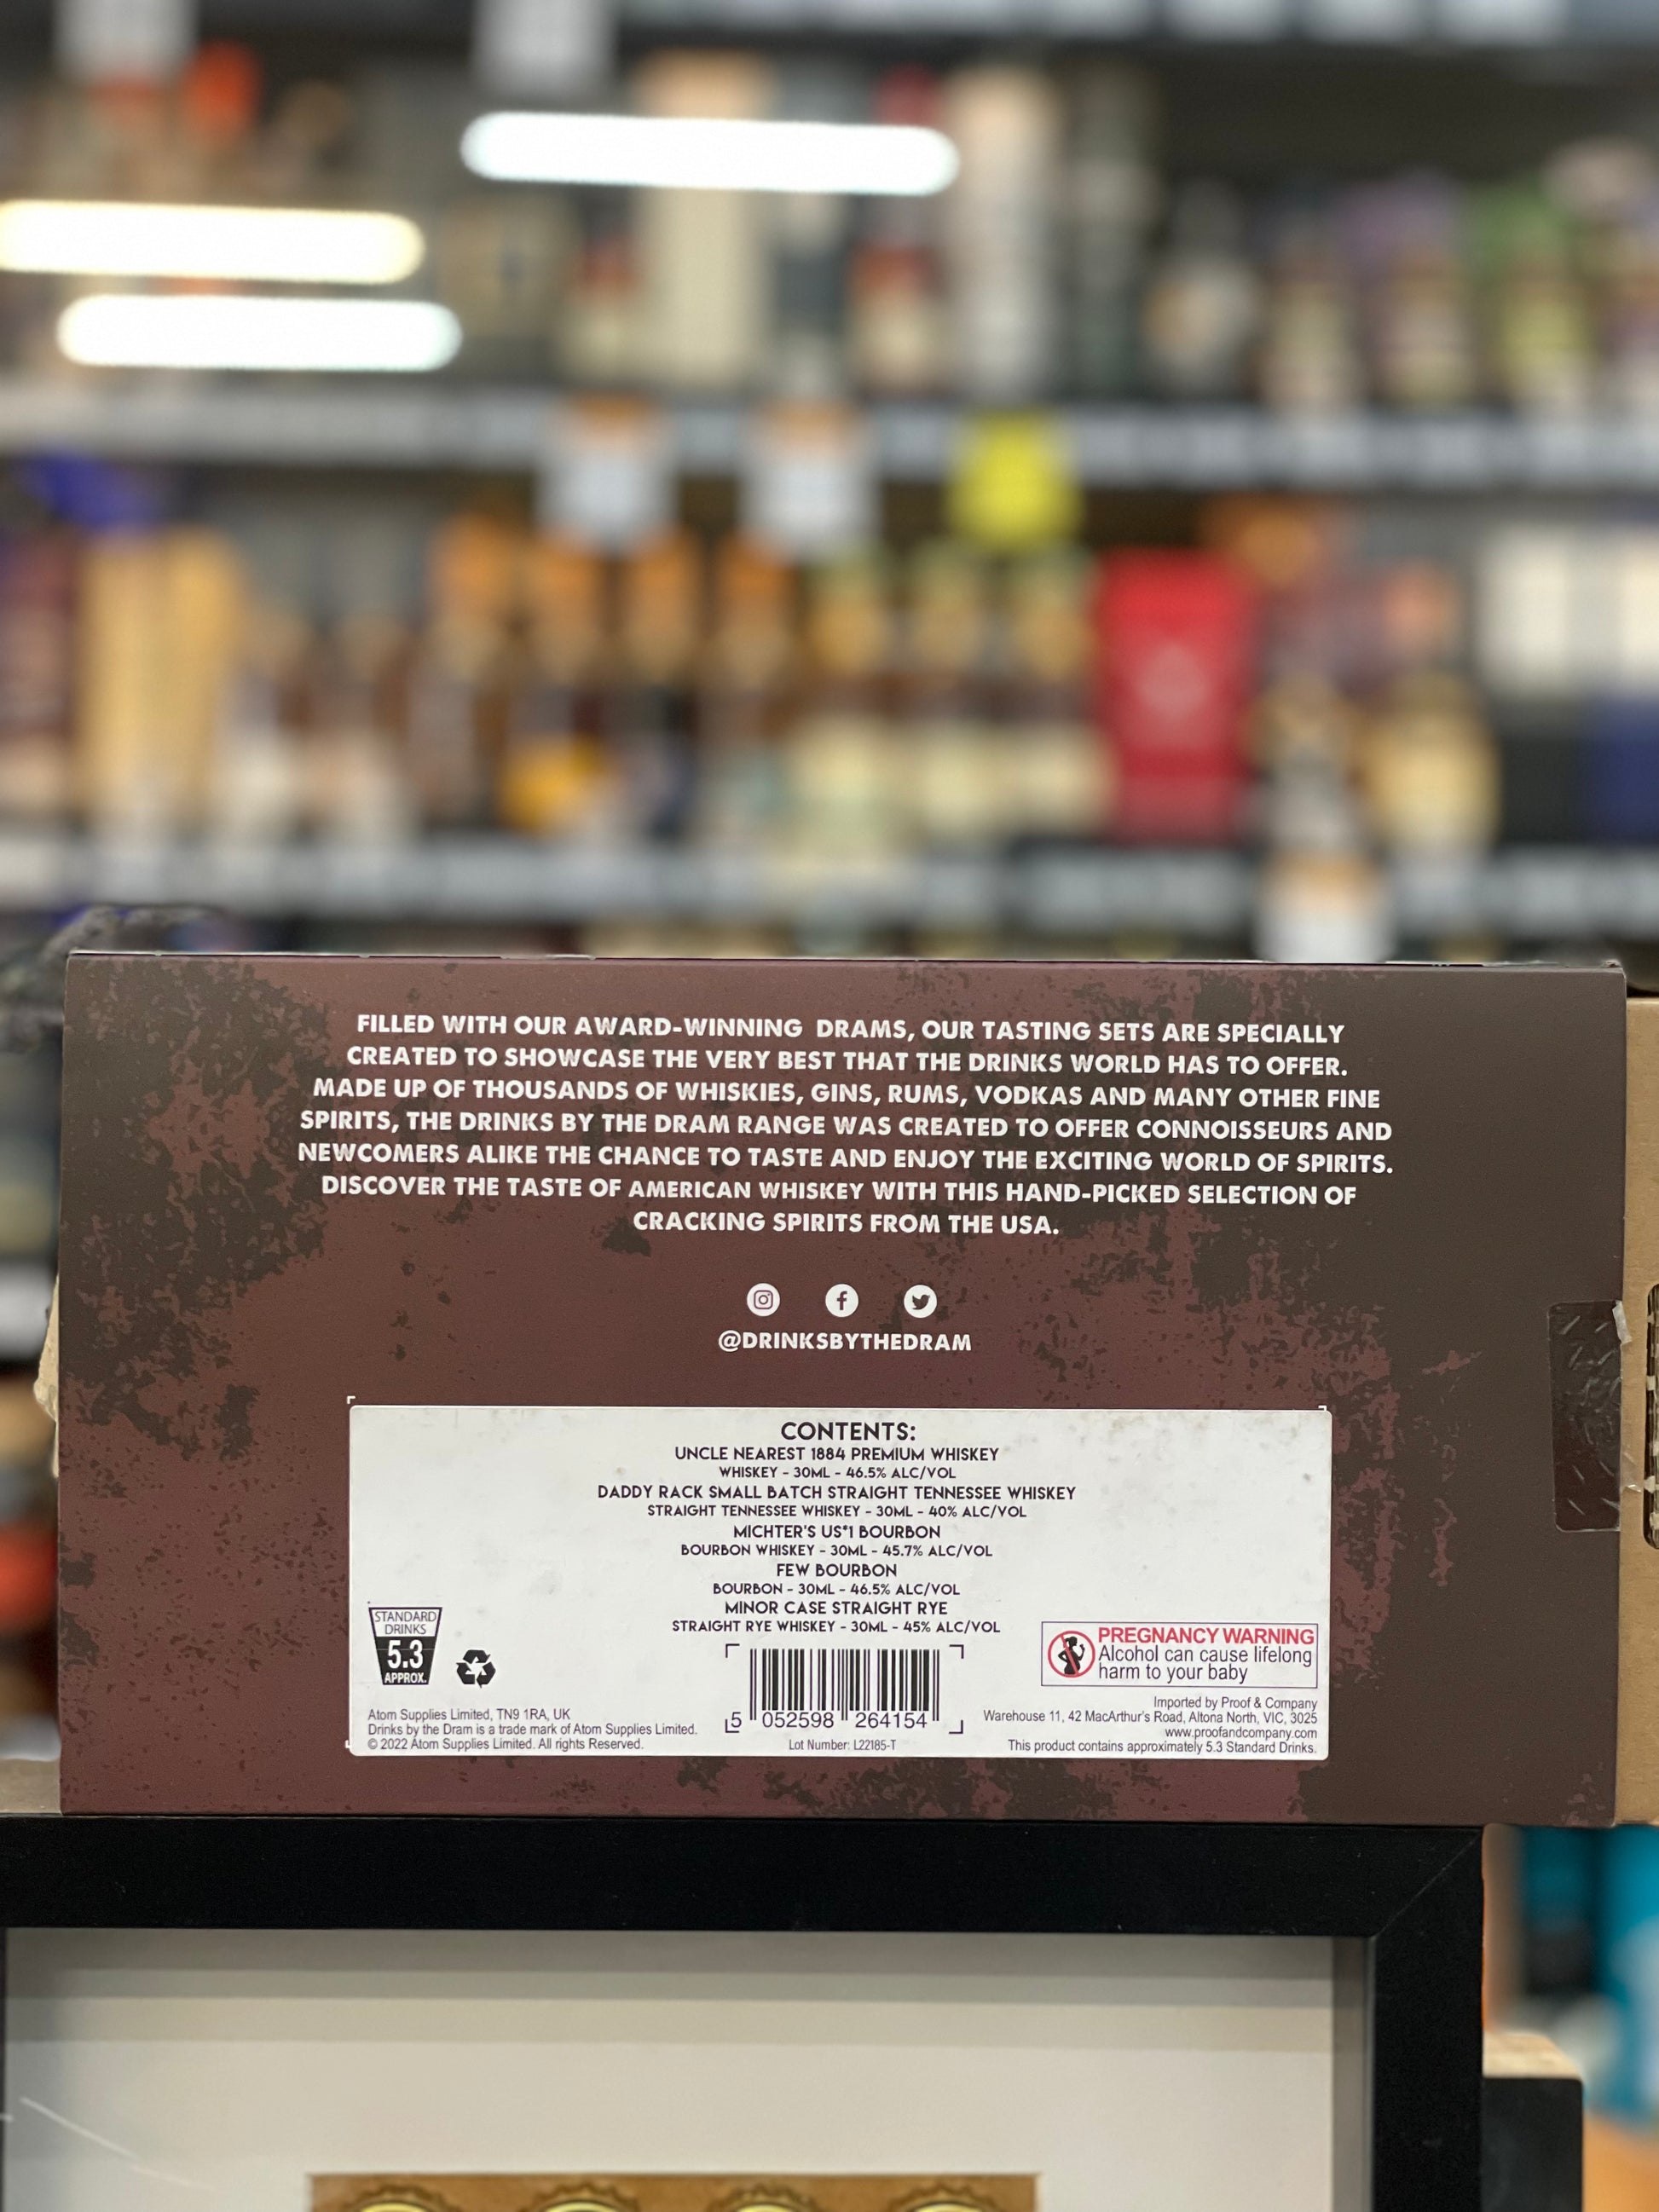 FILLED WITH OUR AWARD-WINNING DRAMS, OUR TASTING SETS ARE SPECIALLY
CREATED TO SHOWCASE THE VERY BEST THAT THE DRINKS WORLD HAS TO OFFER.
MADE UP OF THOUSANDS OF WHISKIES, GINS, RUMS, VODKAS AND MANY OTHER FINE
SPIRITS, THE DRINKS BY THE DRAM RANGE WAS CREATED TO OFFER CONNOISSEURS AND
NEWCOMERS ALIKE THE CHANCE TO TASTE AND ENJOY THE EXCITING WORLD OF SPIRITS.
DISCOVER THE TASTE OF AMERICAN WHISKEY WITH THIS HAND-PICKED SELECTION OF
CRACKING SPIRITS FROM THE USA.
@DRINKSBYTHEDRAM
CONTENTS:
UNCLE NEAREST 1884 PREMIUM WHISKEY
WHISKEY - 30ML - 46.5% ALC/VOL
DADDY RACK SMALL BATCH STRAIGHT TENNESSEE WHISKEY
STRAIGHT TENNESSEE WHISKEY - 30ML - 40% ALC/VOL
MICHTER'S US*1 BOURBON
BOURBON WHISKEY - 30ML - 45.7% ALC/VOL
FEW BOURBON
BOURBON - 30ML - 46.5% ALC/VOL
MINOR CASE STRAIGHT RYE
STRAIGHT RYE WHISKEY - 30ML - 45% ALC/VOL
STANDARD
DRINKS
5.3
APPROX.
PREGNANCY WARNING
Alcohol can cause lifelong
harm to your baby
Atom Supplies Limited, TN9 1RA, UK
Drinks by the Dram is a trade mark of Atom Supplies Limited.
© 2022 Atom Supplies Limited. All rights Reserved.
5 052598 264154
Lot Number: L22185-T
Imported by Proof & Company
Warehouse 11, 42 MacArthur's Road, Altona North, VIC, 3025
www.proofandcompany.com
This product contains approximately 5.3 Standard Drinks.